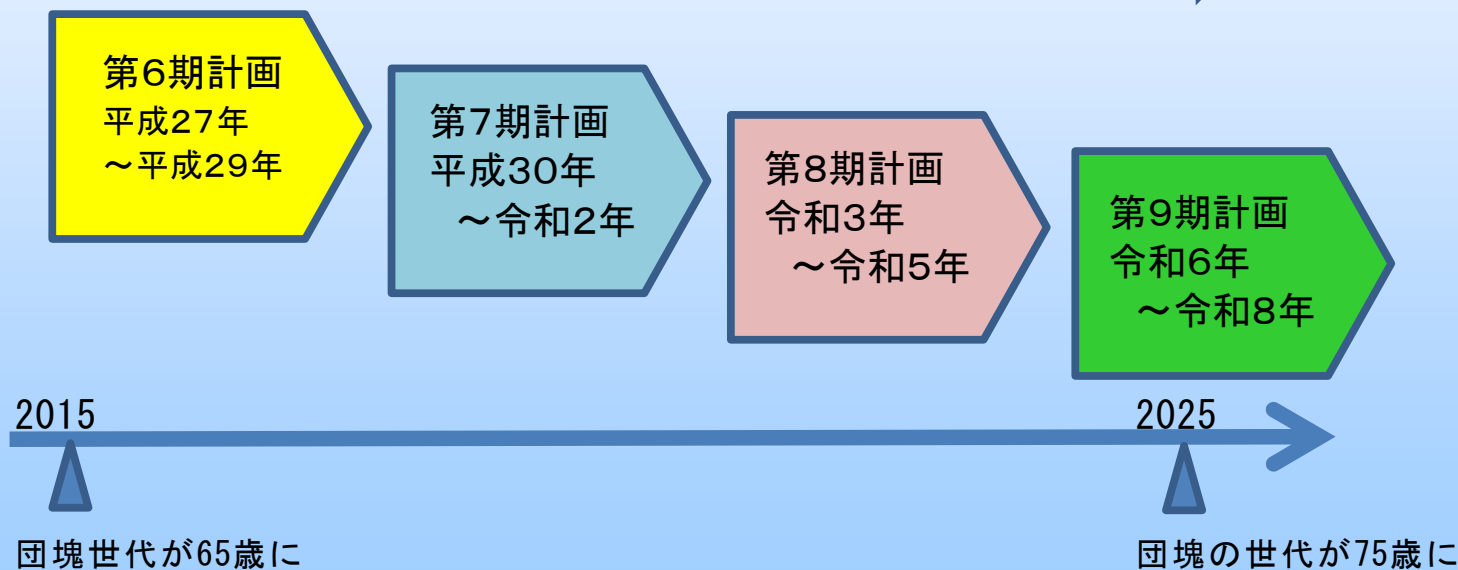 第6期計画
平成27年
～平成29年
第7期計画
平成30年
～令和2年
第8期計画
令和3年
～令和5年
第9期計画
令和6年
～令和8年
2015
2025
団塊世代が65歳に
団塊の世代が75歳に